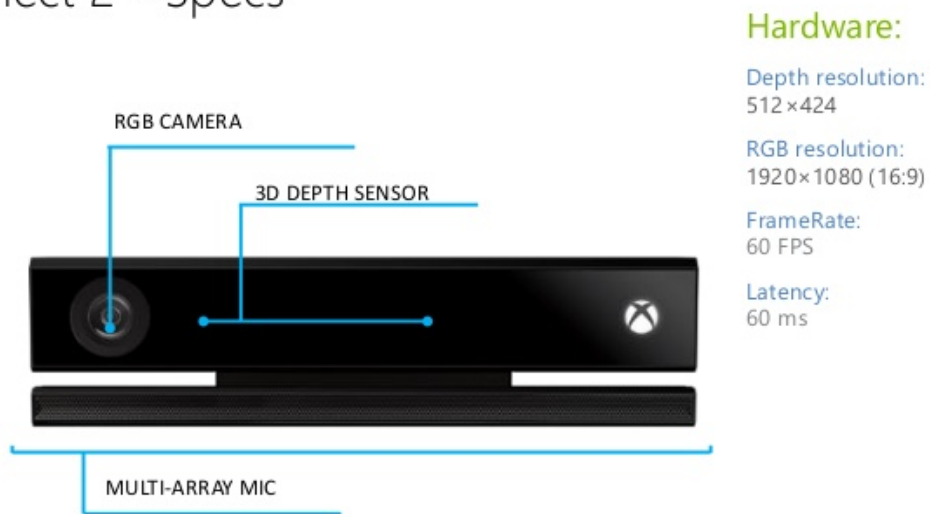 Specs
Hardware:
Depth resolution:
512×424
RGB resolution:
1920×1080 (16:9)
FrameRate:
60 FPS
Latency:
60 ms
RGB CAMERA
3D DEPTH SENSOR
MULTI-ARRAY MIC